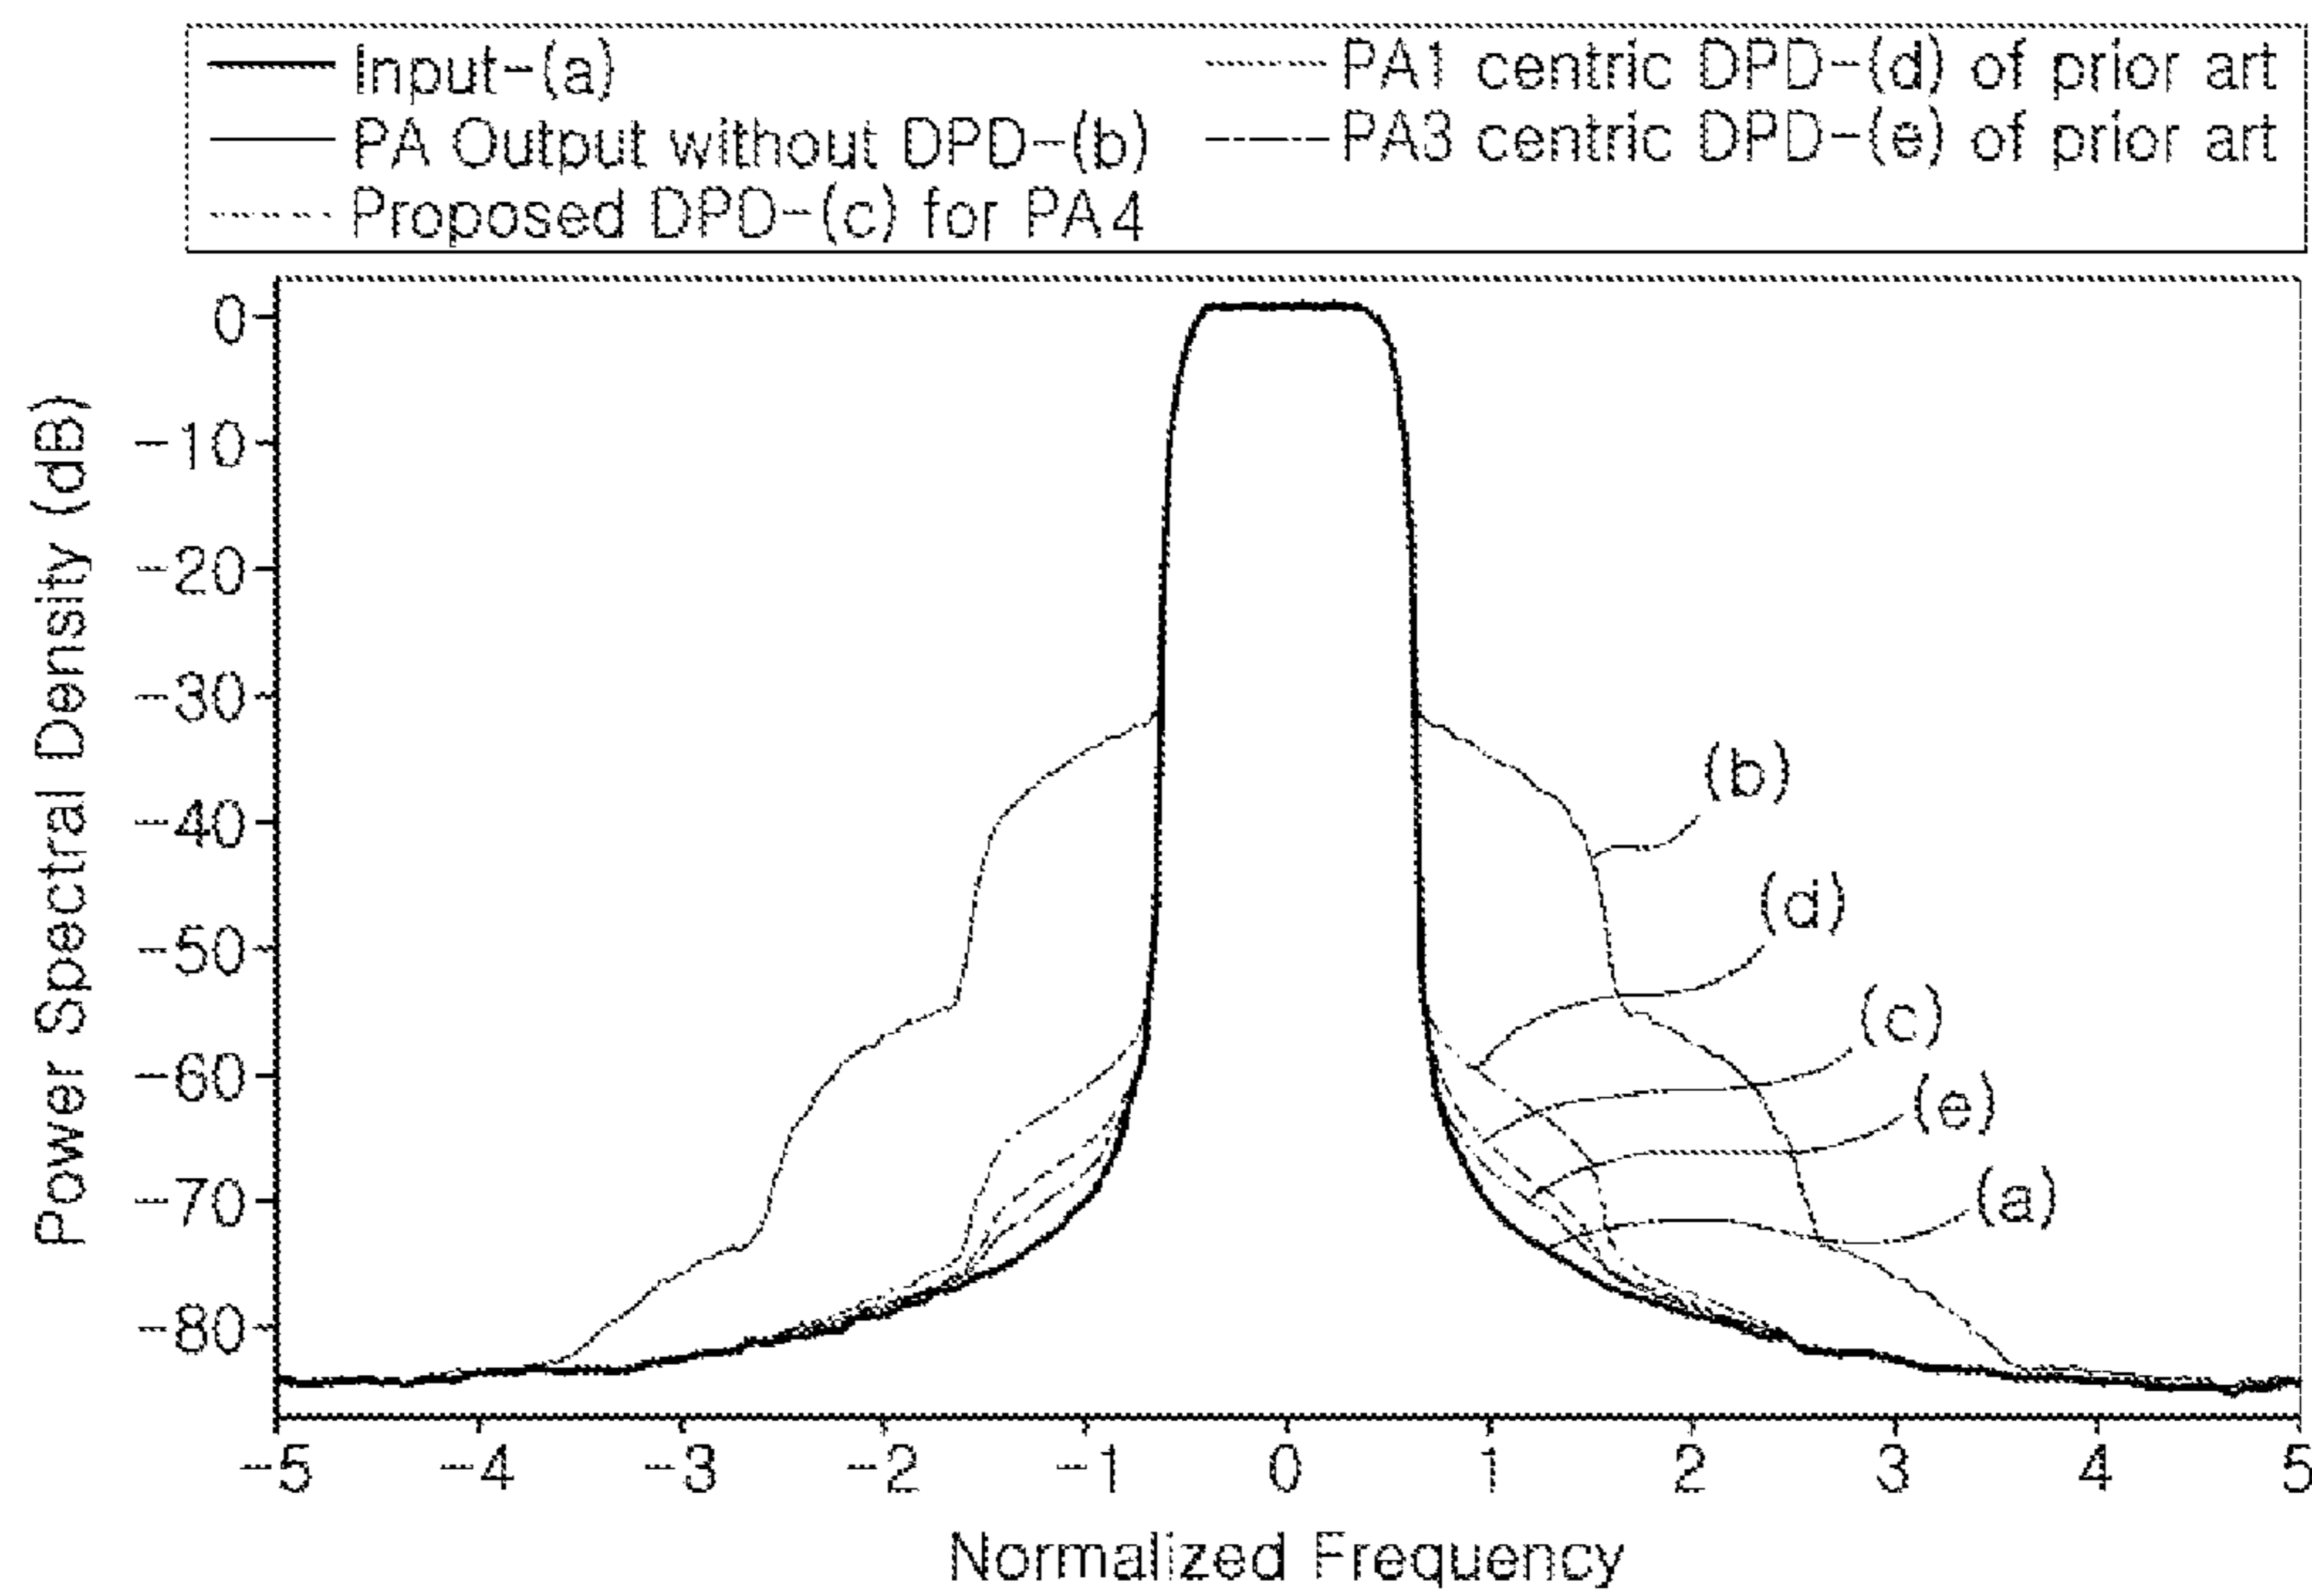 Input-(a)
PA Output without DPD-(b)
Proposed DPD-(c) for PA4
PA1 centric DPD-(d) of prior art
PA3 centric DPD-(e) of prior art
Power Spectral Density (dB)
0
-10
-20
-30
-40
-50
-60
-70
-80
(b)
(d)
(c)
(e)
(a)
-5 -4 -3 -2 -1 0 1 2 3 4 5
Normalized Frequency